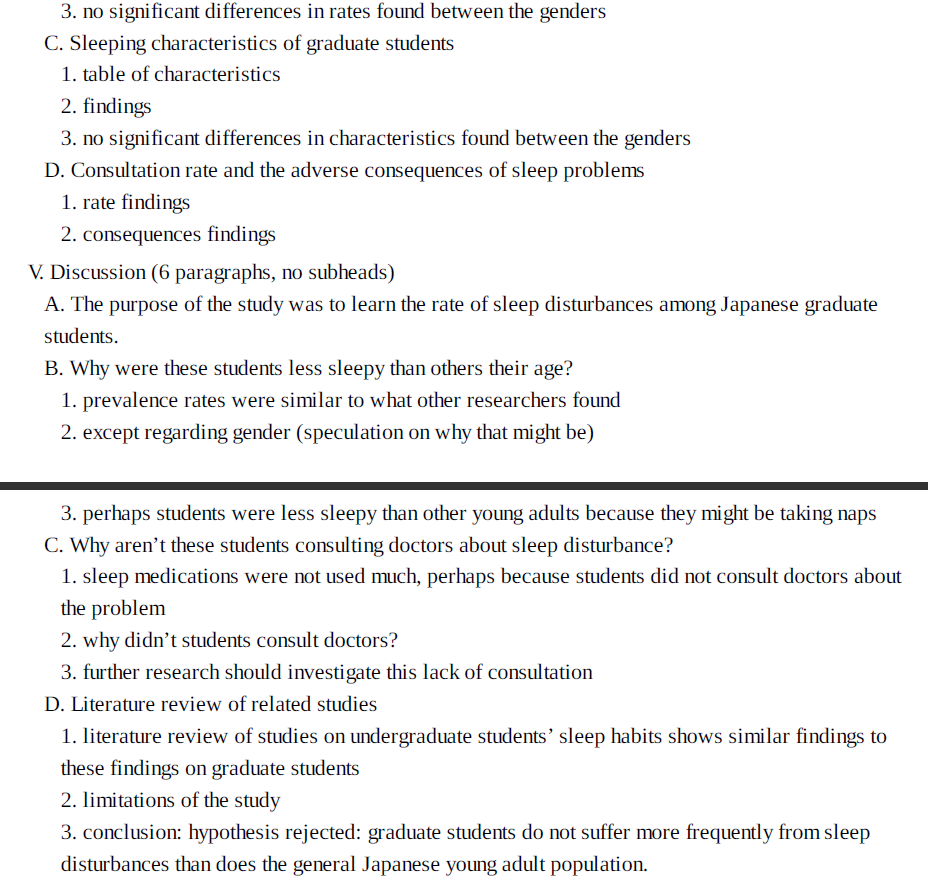 3. no significant differences in rates found between the genders
C. Sleeping characteristics of graduate students
1. table of characteristics
2. findings
3. no significant differences in characteristics found between the genders
D. Consultation rate and the adverse consequences of sleep problems
1. rate findings
2. consequences findings
V. Discussion (6 paragraphs, no subheads)
A. The purpose of the study was to learn the rate of sleep disturbances among Japanese graduate
students.
B. Why were these students less sleepy than others their age?
1. prevalence rates were similar to what other researchers found
2. except regarding gender (speculation on why that might be)
3. perhaps students were less sleepy than other young adults because they might be taking naps
C. Why aren’t these students consulting doctors about sleep disturbance?
1. sleep medications were not used much, perhaps because students did not consult doctors about
the problem
2. why didn’t students consult doctors?
3. further research should investigate this lack of consultation
D. Literature review of related studies
1. literature review of studies on undergraduate students’ sleep habits shows similar findings to
these findings on graduate students
2. limitations of the study
3. conclusion: hypothesis rejected: graduate students do not suffer more frequently from sleep
disturbances than does the general Japanese young adult population.